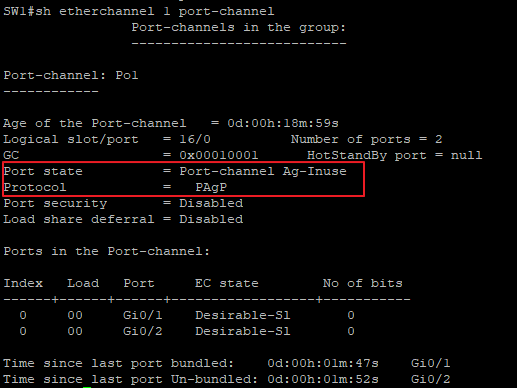 SW1#sh etherchannel 1 port-channel
Port-channels in the group:
---------------------------
Port-channel: Po1
------------
Age of the Port-channel   = 0d:00h:18m:59s
Logical slot/port   = 16/0          Number of ports = 2
GC                  = 0x00010001      HotStandBy port = null
Port state          = Port-channel Ag-Inuse
Protocol            =    PAgP
Port security       = Disabled
Load share deferral = Disabled
Ports in the Port-channel:
Index   Load   Port     EC state        No of bits
------+------+------+------------------+-----------
  0     00     Gi0/1    Desirable-Sl       0
  0     00     Gi0/2    Desirable-Sl       0
Time since last port bundled:    0d:00h:01m:47s    Gi0/1
Time since last port Un-bundled: 0d:00h:01m:52s    Gi0/2